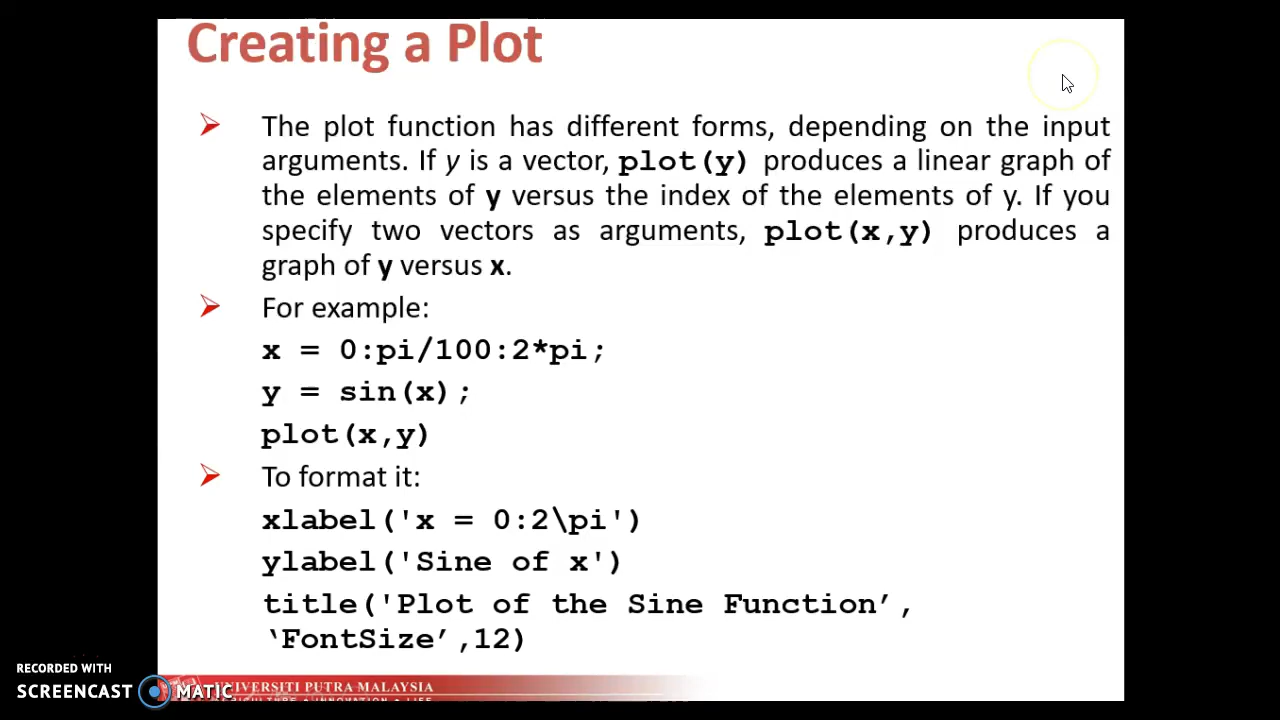 Creating a Plot
The plot function has different forms, depending on the input
arguments. If y is a vector, plot(y) produces a linear graph of
the elements of y versus the index of the elements of y. If you
specify two vectors as arguments, plot(x,y) produces a
graph of y versus x.
For example:
x = 0:pi/100:2*pi;
y = sin(x);
plot(x,y)
To format it:
xlabel('x = 0:2\pi')
ylabel('Sine of x')
title('Plot of the Sine Function’,
‘FontSize’,12)
RECORDED WITH
SCREENCAST MATIC
UNIVERSITI PUTRA MALAYSIA
AGRICULTURE • INNOVATION • LIFE